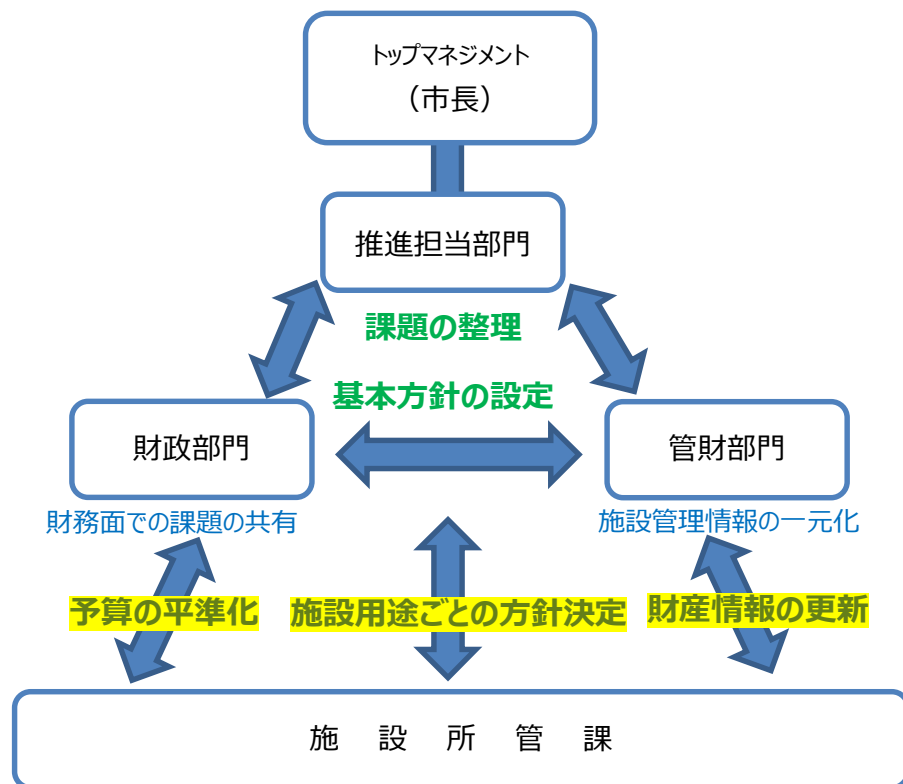 トップマネジメント
（市長）
推進担当部門
課題の整理
基本方針の設定
財政部門
管財部門
財務面での課題の共有
施設管理情報の一元化
予算の平準化
施設用途ごとの方針決定
財産情報の更新
施　設　所　管　課